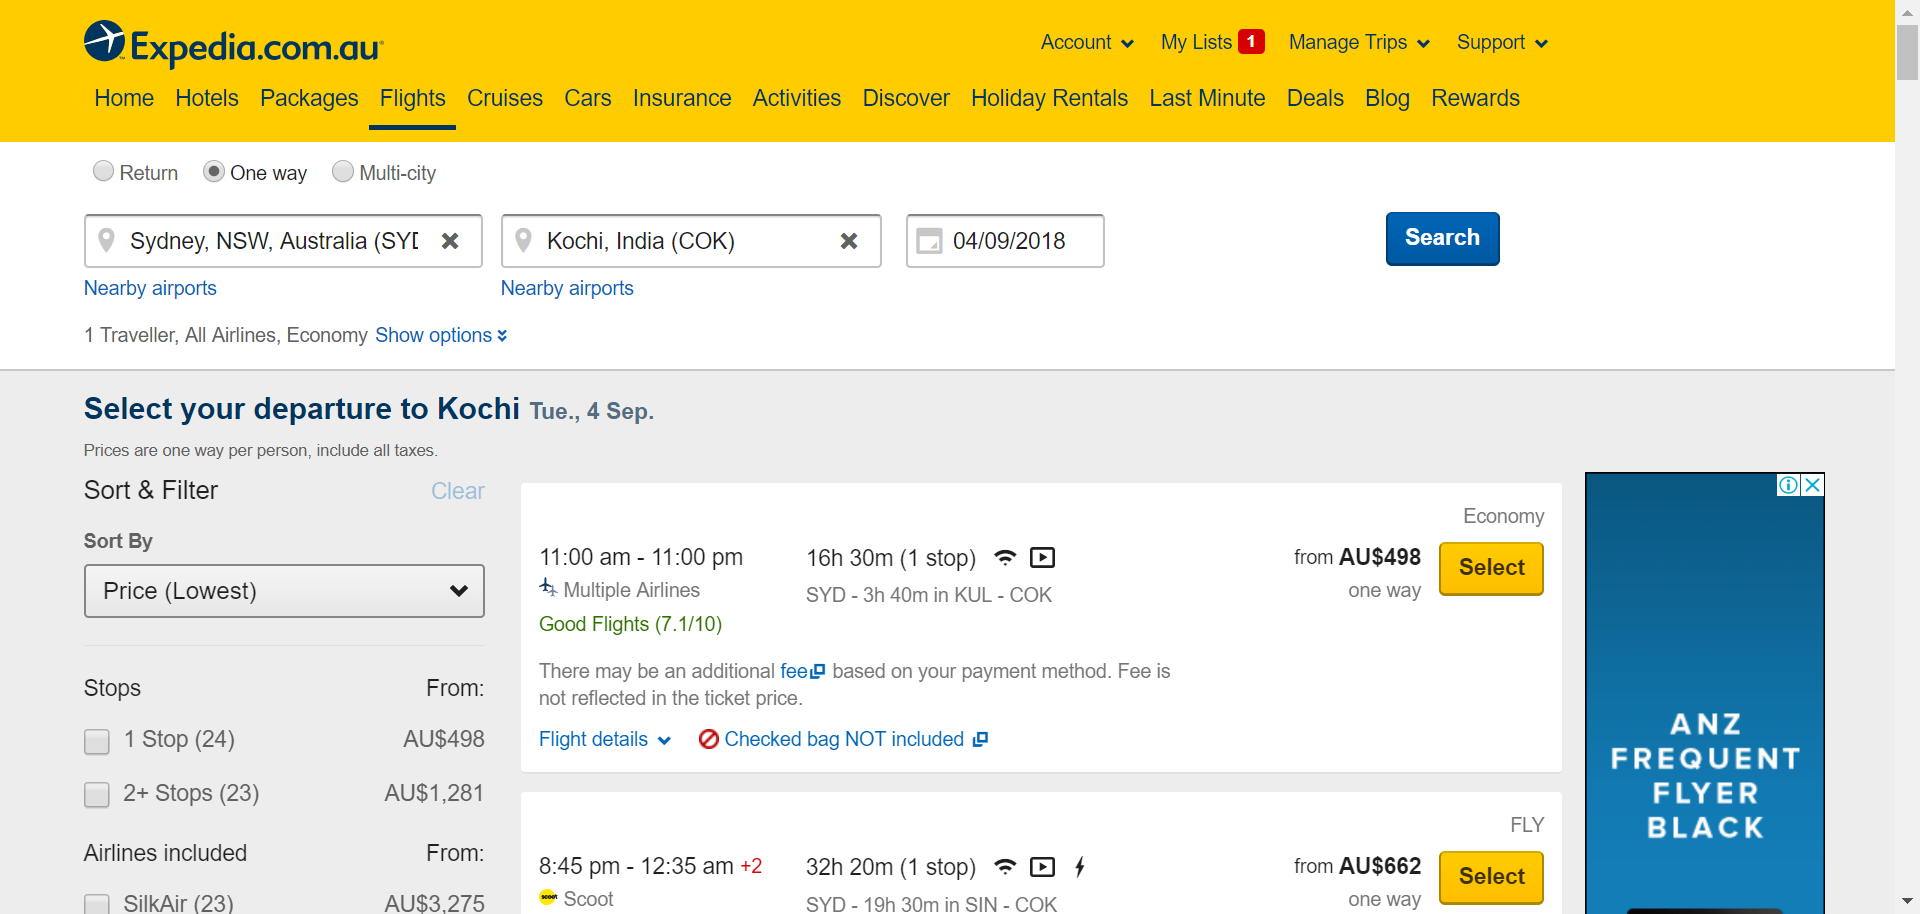 Expedia.com.au
Account My Lists 1 Manage Trips Support
Home Hotels Packages Flights Cruises Cars Insurance Activities Discover Holiday Rentals Last Minute Deals Blog Rewards
Return One way Multi-city
Sydney, NSW, Australia (SYD Kochi, India (COK) 04/09/2018 Search
Nearby airports Nearby airports
1 Traveller, All Airlines, Economy Show options
Select your departure to Kochi Tue., 4 Sep.
Prices are one way per person, include all taxes.
Sort & Filter Clear
Sort By
Price (Lowest)
Stops From:
1 Stop (24) AU$498
2+ Stops (23) AU$1,281
Airlines included From:
SilkAir (23) AU$3,275
Economy
11:00 am - 11:00 pm 16h 30m (1 stop) from AU$498 Select
Multiple Airlines SYD - 3h 40m in KUL - COK one way
Good Flights (7.1/10)
There may be an additional fee based on your payment method. Fee is
not reflected in the ticket price.
Flight details Checked bag NOT included
FLY
8:45 pm - 12:35 am +2 32h 20m (1 stop) from AU$662 Select
scoot Scoot SYD - 19h 30m in SIN - COK one way
ANZ
FREQUENT
FLYER
BLACK